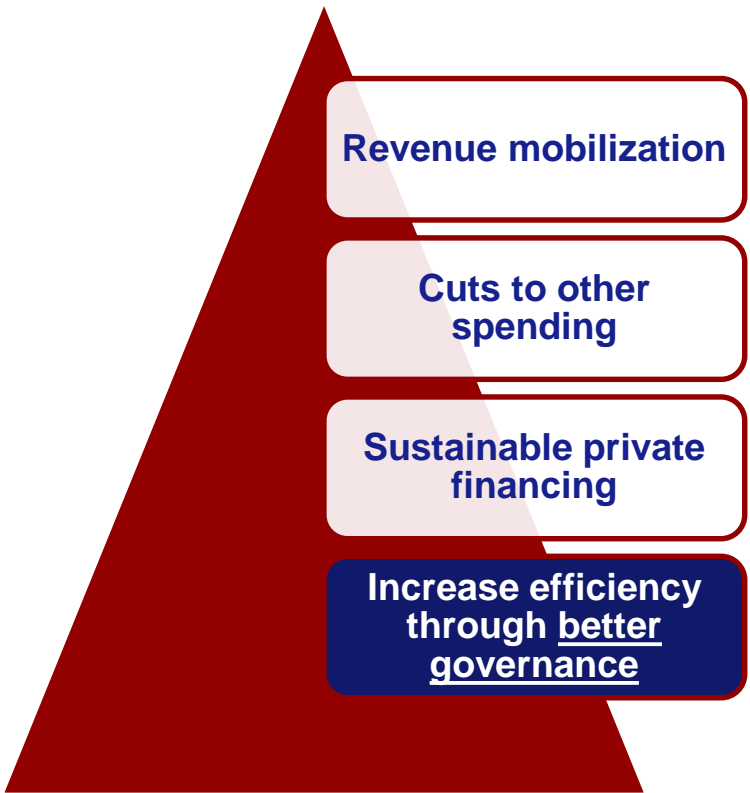 Revenue mobilization
Cuts to other
spending
Sustainable private
financing
Increase efficiency
through better
governance